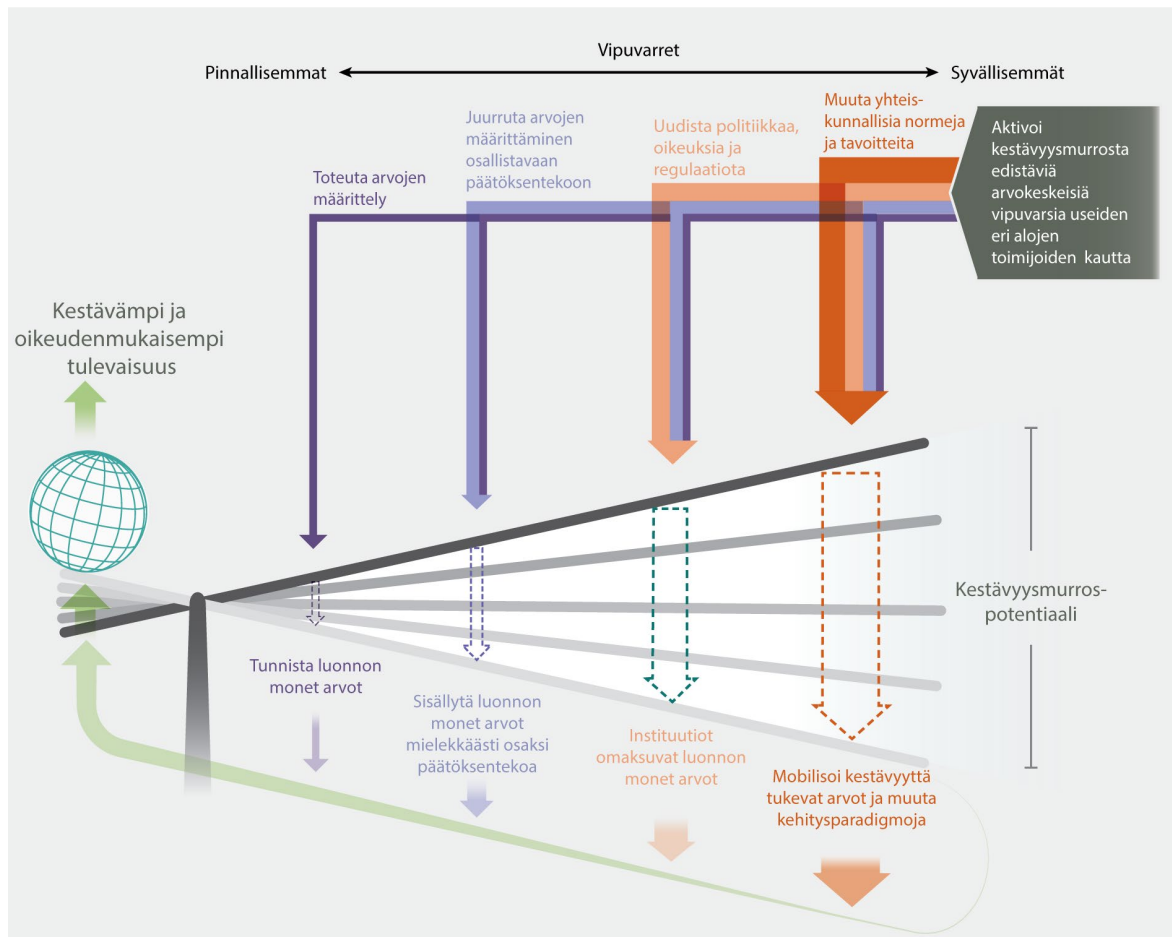 Vipuvarret
Pinnallisemmat
Syvällisemmät
Toteuta arvojen
määrittely
Juurruta arvojen
määrittäminen
osallistavaan
päätöksentekoon
Uudista politiikkaa,
oikeuksia ja
regulaatiota
Muuta yhteis-
kunnallisia normeja
ja tavoitteita
Aktivoi
kestävyysmurrosta
edistäviä
arvokeskeisiä
vipuvarsia useiden
eri alojen
toimijoiden kautta
Kestävämpi ja
oikeudenmukaisempi
tulevaisuus
Kestävyysmurros-
potentiaali
Tunnista luonnon
monet arvot
Sisällytä luonnon
monet arvot
mielekkäästi osaksi
päätöksentekoa
Instituutiot
omaksuvat luonnon
monet arvot
Mobilisoi kestävyyttä
tukevat arvot ja muuta
kehitysparadigmoja